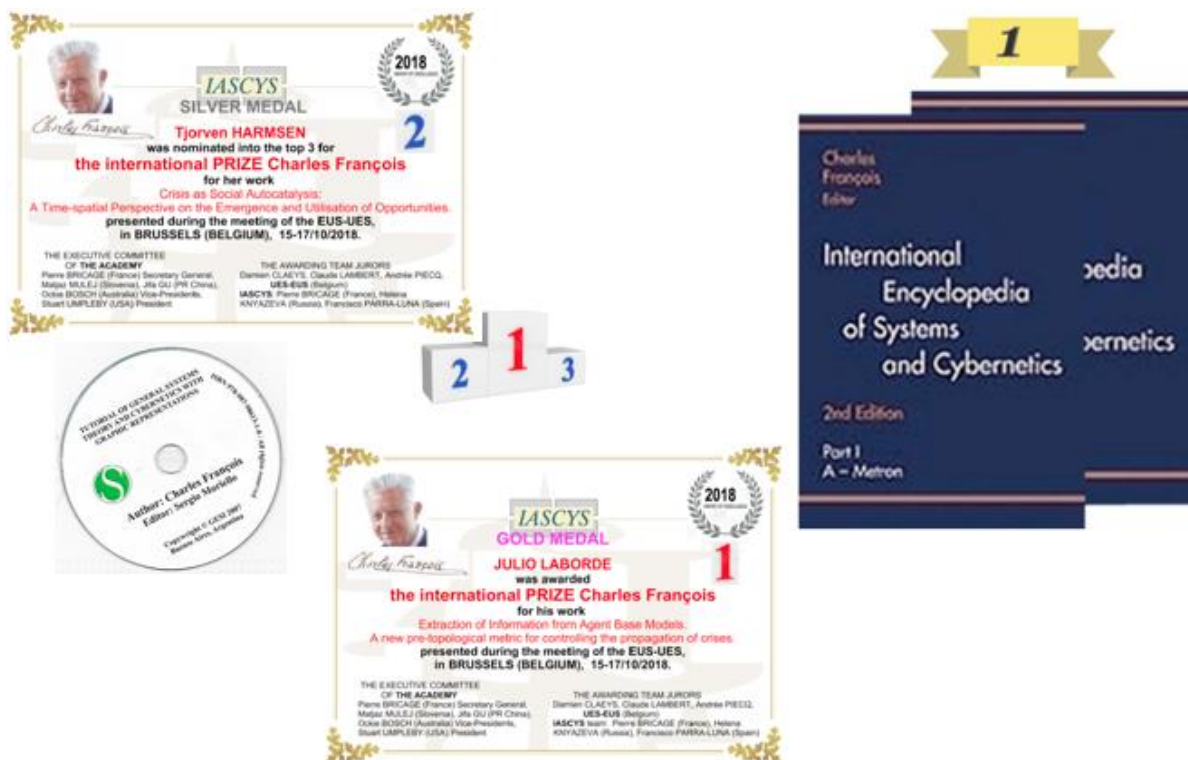 2018
IASCYS
SILVER MEDAL
Charles François
2
Tjorven HARMSEN
was nominated into the top 3 for
the international PRIZE Charles François
for her work
Crisis as Social Autocatalysis:
A Time-spatial Perspective on the Emergence and Utilisation of Opportunities.
presented during the meeting of the EUS-UES,
in BRUSSELS (BELGIUM), 15-17/10/2018.
THE EXECUTIVE COMMITTEE
OF THE ACADEMY
Pierre BRICAGE (France) Secretary General,
Matjaz MULEJ (Slovenia), Jifa GU (PR China),
Ockie BOSCH (Australia) Vice-Presidents,
Stuart UMPLEBY (USA) President
THE AWARDING TEAM JURORS
Damien CLAEYS, Claude LAMBERT, Andrée PIECQ,
UES-EUS (Belgium)
IASCYS: Pierre BRICAGE (France), Helena
KNYAZEVA (Russia), Francisco PARRA-LUNA (Spain)
1
Charles
François
Editor
International
Encyclopedia
of Systems
and Cybernetics
2nd Edition
Part I
A – Metron
pedia
bernetics
2
1
3
TUTORIAL OF GENERAL SYSTEMS
THEORY AND CYBERNETICS WITH
GRAPHIC REPRESENTATIONS
S
Author: Charles François
Editor: Sergio Moriello
Copyright © GESI 2007
Buenos Aires, Argentina
2018
IASCYS
GOLD MEDAL
Charles François
1
JULIO LABORDE
was awarded
the international PRIZE Charles François
for his work
Extraction of Information from Agent Base Models.
A new pre-topological metric for controlling the propagation of crises
presented during the meeting of the EUS-UES,
in BRUSSELS (BELGIUM), 15-17/10/2018.
THE EXECUTIVE COMMITTEE
OF THE ACADEMY
Pierre BRICAGE (France) Secretary General,
Matjaz MULEJ (Slovenia), Jifa GU (PR China),
Ockie BOSCH (Australia) Vice-Presidents,
Stuart UMPLEBY (USA) President
THE AWARDING TEAM JURORS
Damien CLAEYS, Claude LAMBERT, Andrée PIECQ,
UES-EUS (Belgium)
IASCYS team: Pierre BRICAGE (France), Helena
KNYAZEVA (Russia), Francisco PARRA-LUNA (Spain)